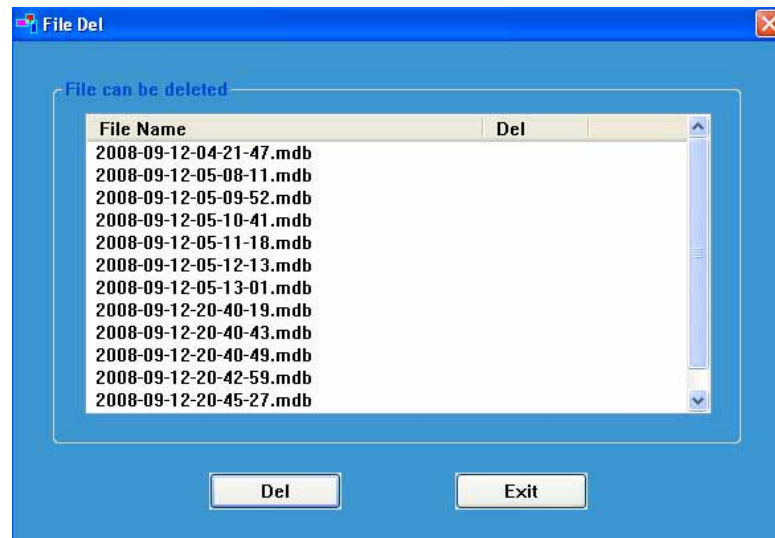 File Del
File can be deleted
File Name Del
2008-09-12-04-21-47.mdb
2008-09-12-05-08-11.mdb
2008-09-12-05-09-52.mdb
2008-09-12-05-10-41.mdb
2008-09-12-05-11-18.mdb
2008-09-12-05-12-13.mdb
2008-09-12-05-13-01.mdb
2008-09-12-20-40-19.mdb
2008-09-12-20-40-43.mdb
2008-09-12-20-40-49.mdb
2008-09-12-20-42-59.mdb
2008-09-12-20-45-27.mdb
Del Exit